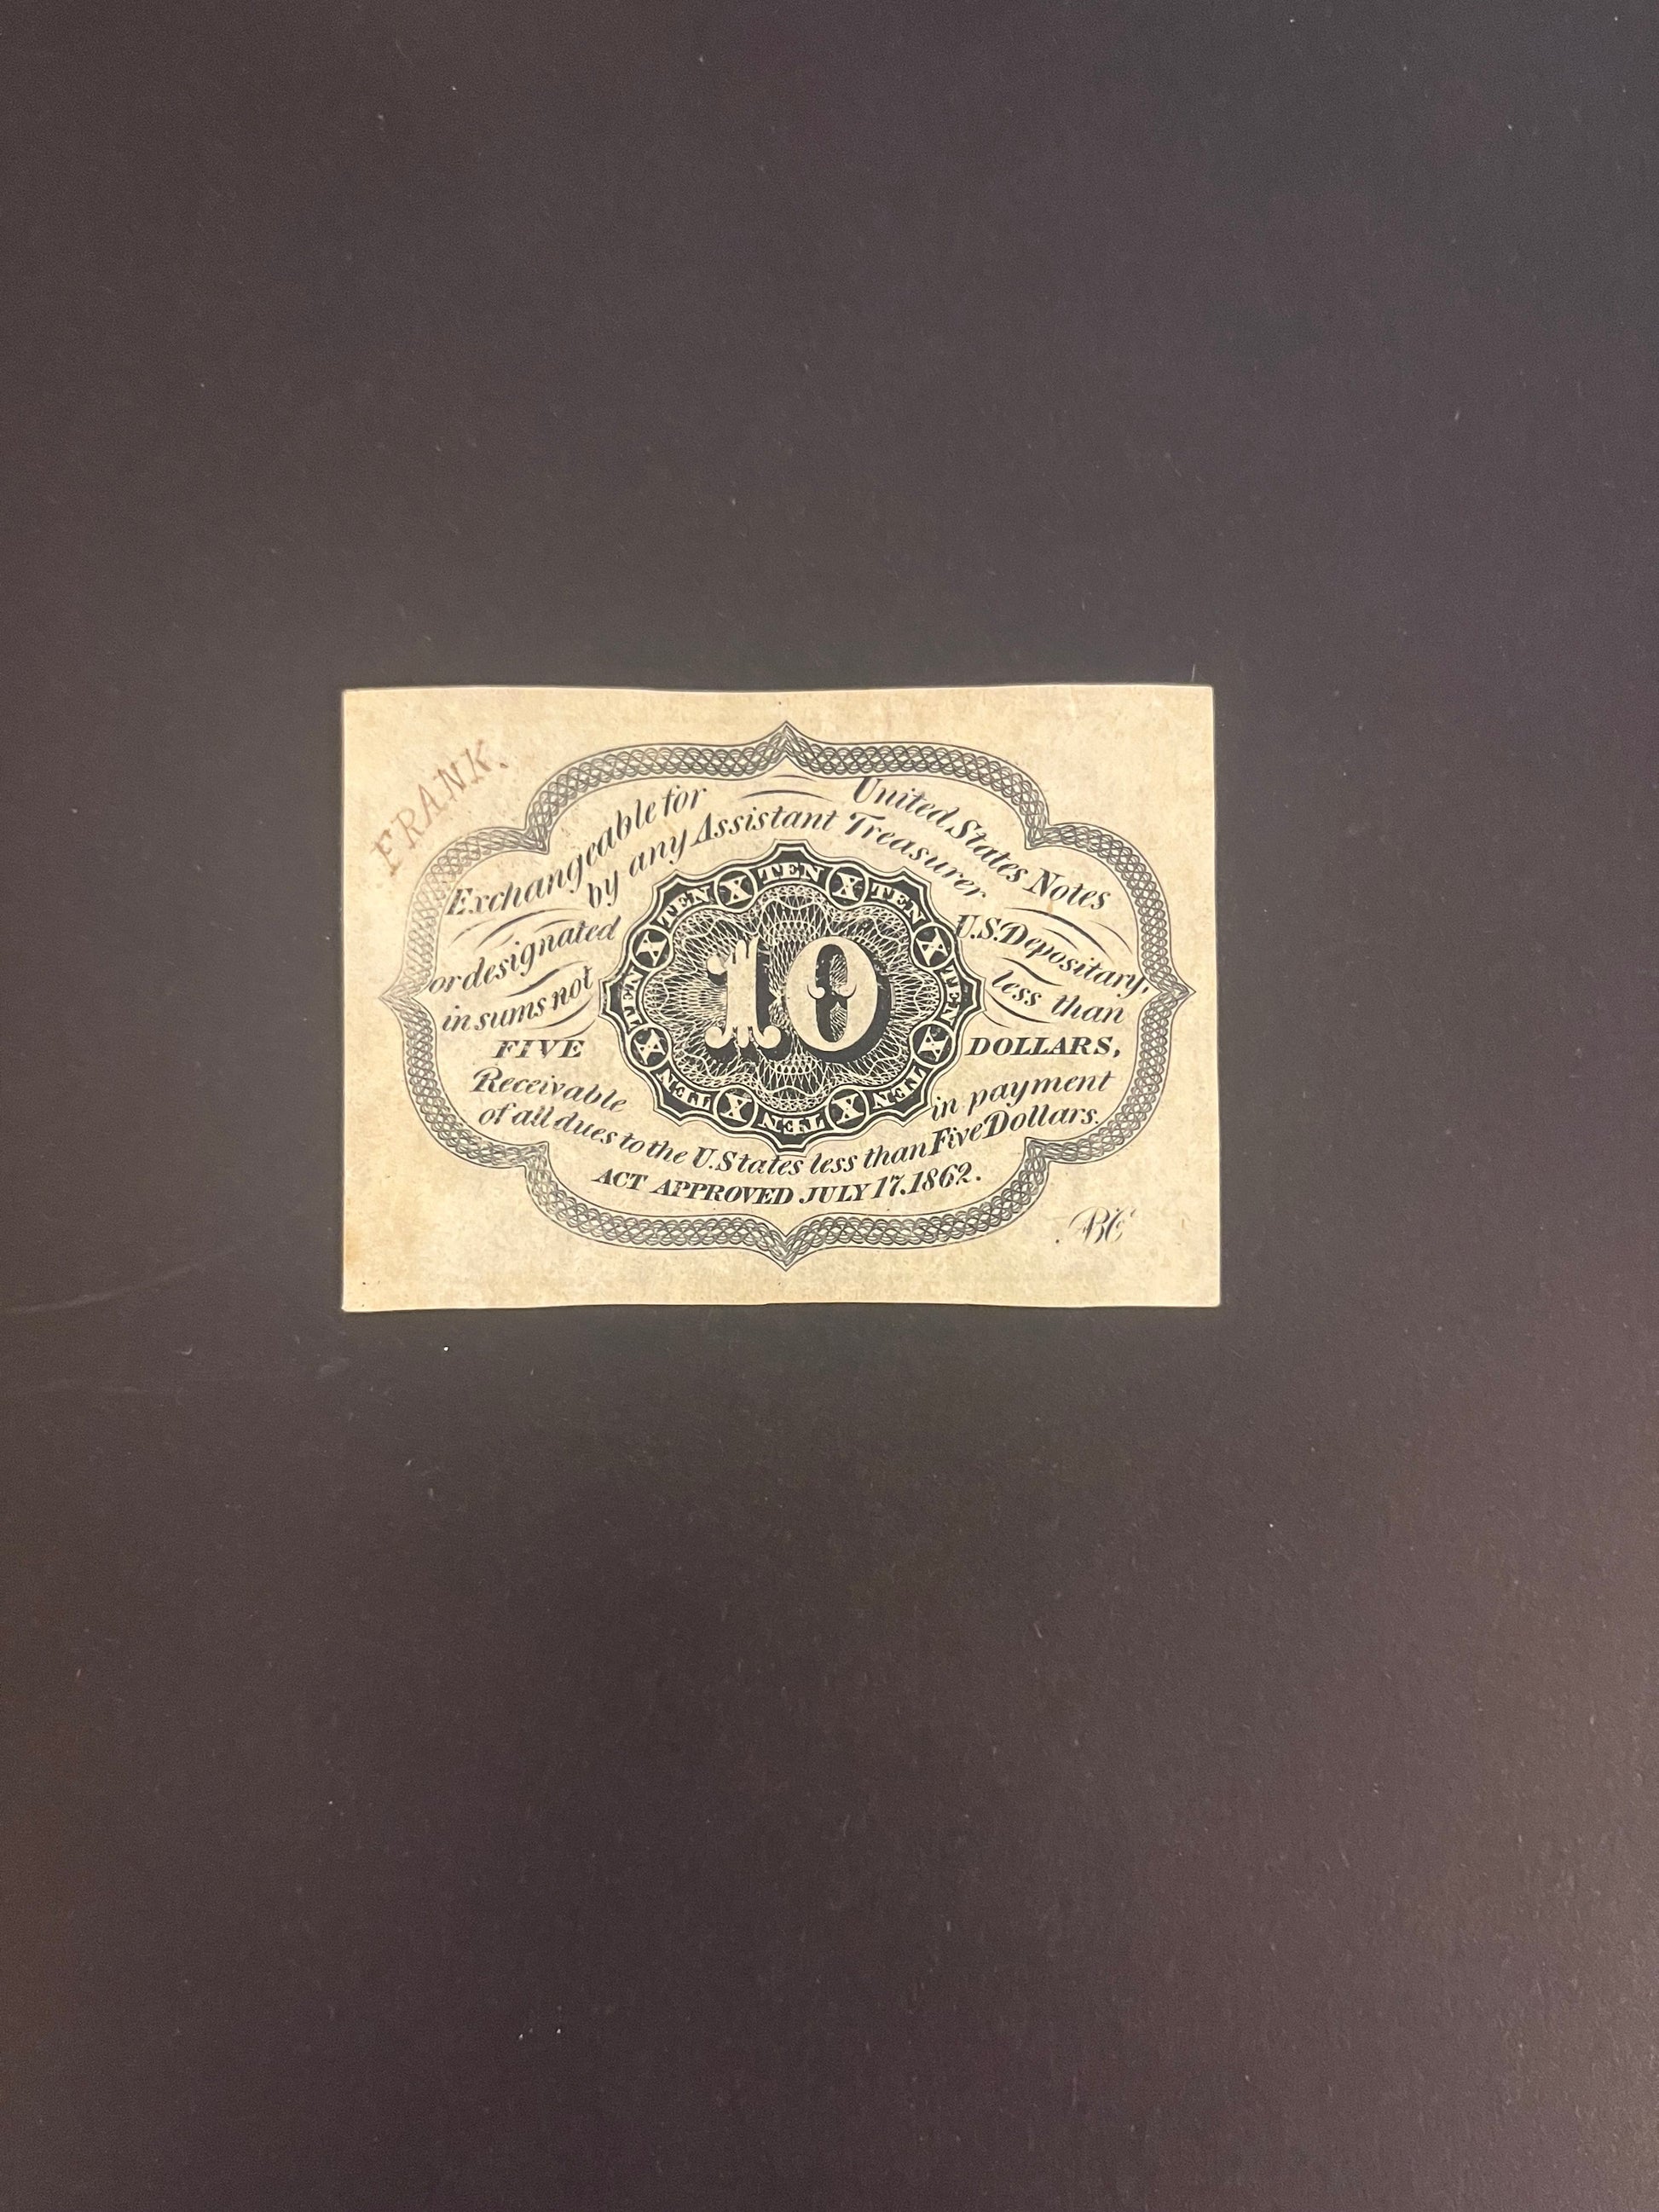 FRANK.
Exchangeable for United States Notes
by any Assistant Treasurer
or designated U.S. Depositary,
in sums not less than
FIVE DOLLARS,
Receivable in payment
of all dues to the U. States less than Five Dollars.
ACT APPROVED JULY 17. 1862.
TEN X TEN X TEN X TEN X TEN X TEN X TEN X TEN X
10
ABCo